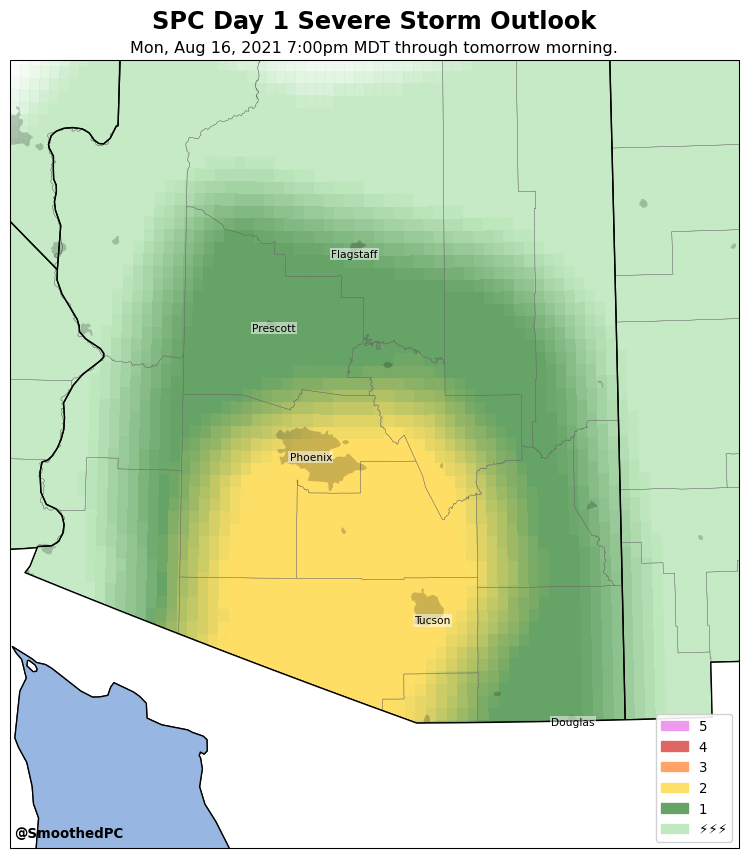 SPC Day 1 Severe Storm Outlook
Mon, Aug 16, 2021 7:00pm MDT through tomorrow morning.
Flagstaff
Prescott
Phoenix
Tucson
Douglas
5
4
3
2
1
⚡⚡⚡
@SmoothedPC